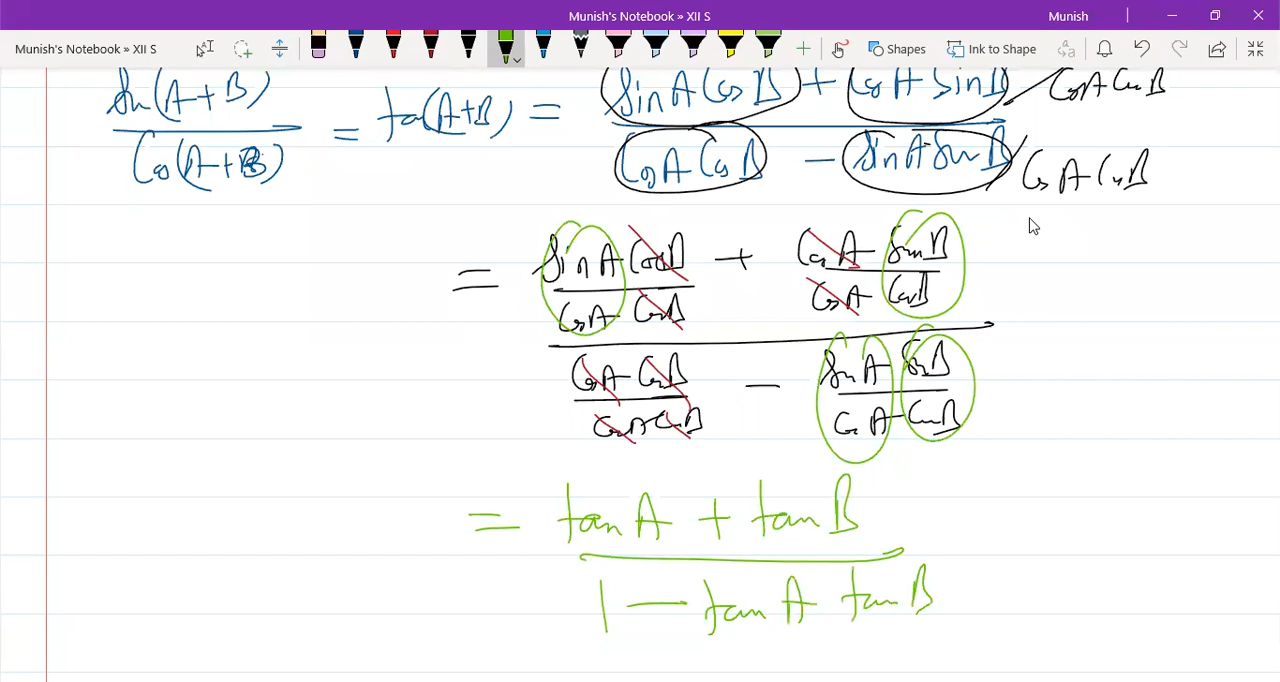 Munish's Notebook » XII S
Munish
Munish's Notebook » XII S
Shapes
Ink to Shape
Sin(A+B) / Cos(A+B) = tan(A+B) = (SinA CosB + CosA SinB) / (CosA CosB - SinA SinB)
/ CosA CosB
/ CosA CosB
= (SinA CosB / CosA CosB + CosA SinB / CosA CosB) / (CosA CosB / CosA CosB - SinA SinB / CosA CosB)
= tanA + tanB
1 - tanA tanB